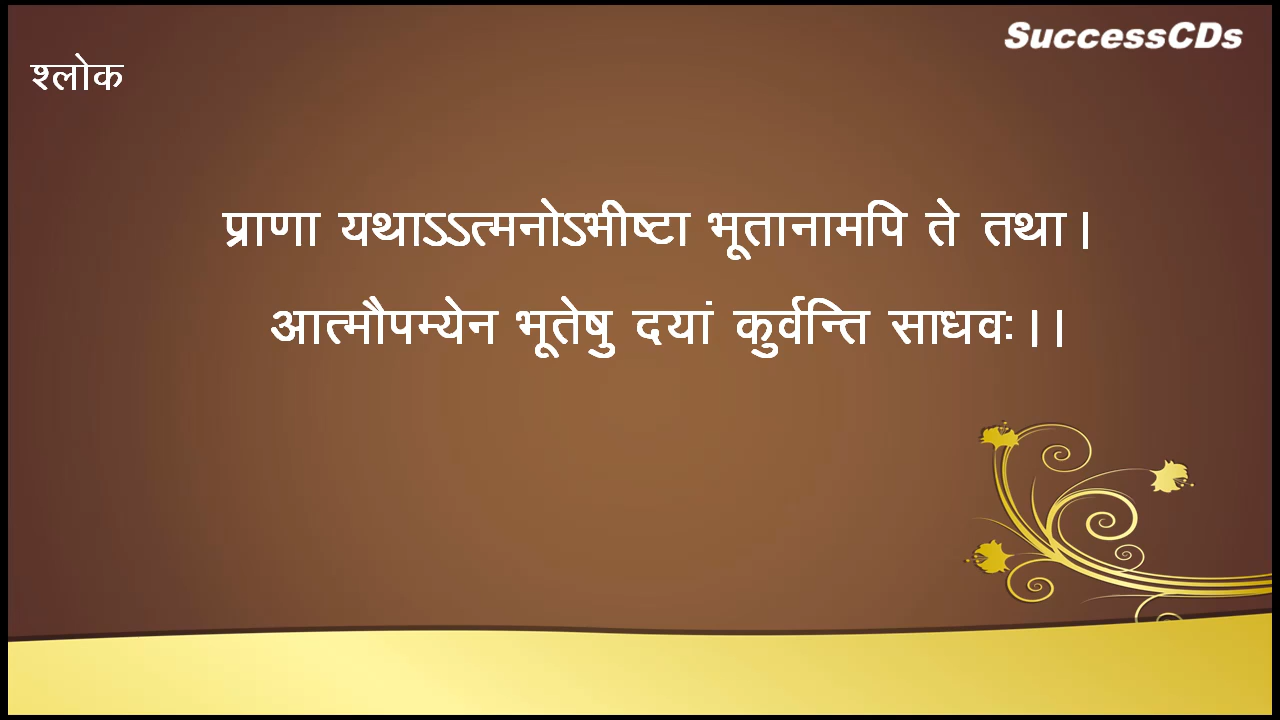 SuccessCDs
श्लोक
प्राणा यथाऽऽत्मनोऽभीष्टा भूतानामपि ते तथा।
आत्मौपम्येन भूतेषु दयां कुर्वन्ति साधवः।।